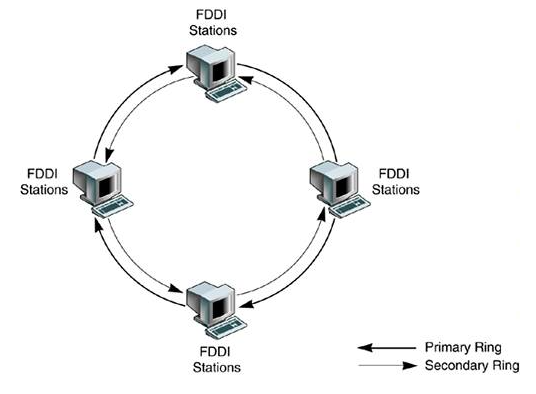 FDDI
Stations
FDDI
Stations
FDDI
Stations
FDDI
Stations
Primary Ring
Secondary Ring